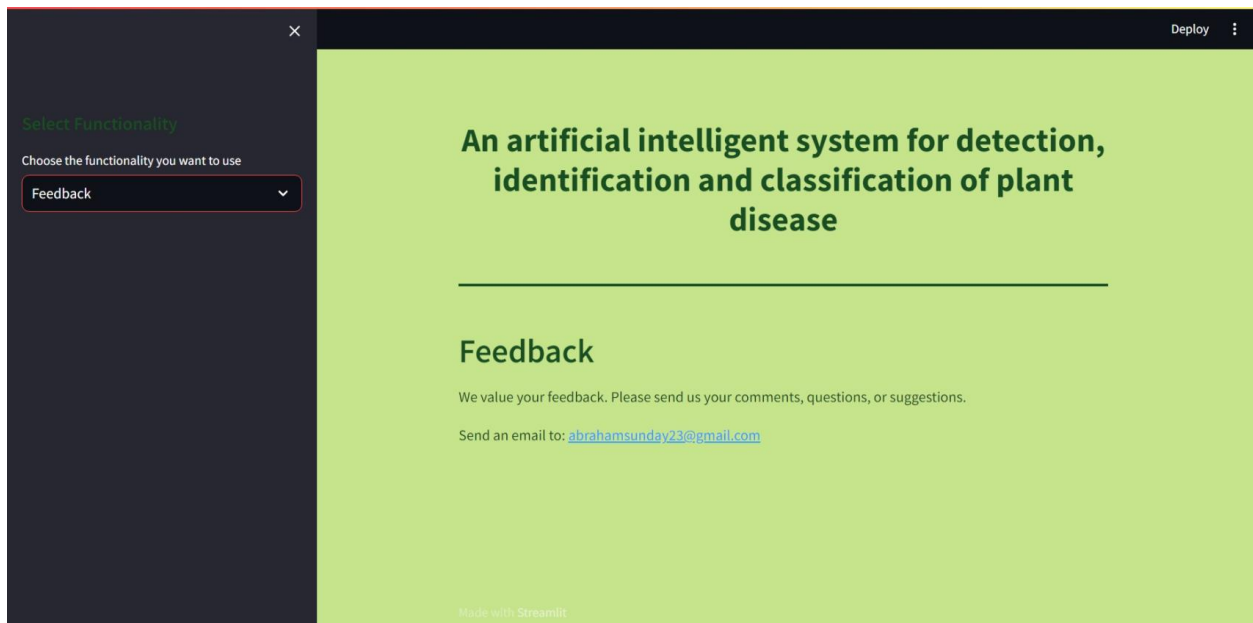 Deploy
Select Functionality
Choose the functionality you want to use
Feedback
An artificial intelligent system for detection,
identification and classification of plant
disease
Feedback
We value your feedback. Please send us your comments, questions, or suggestions.
Send an email to: abrahamsunday23@gmail.com
Made with Streamlit